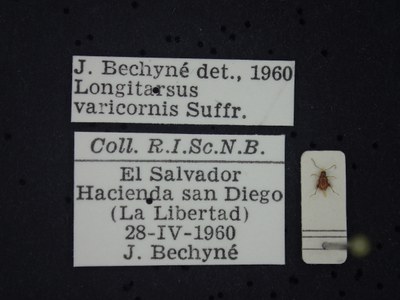 J. Bechyné det., 1960
Longitarsus
varicornis Suffr.
Coll. R.I.Sc.N.B.
El Salvador
Hacienda san Diego
(La Libertad)
28-IV-1960
J. Bechyné